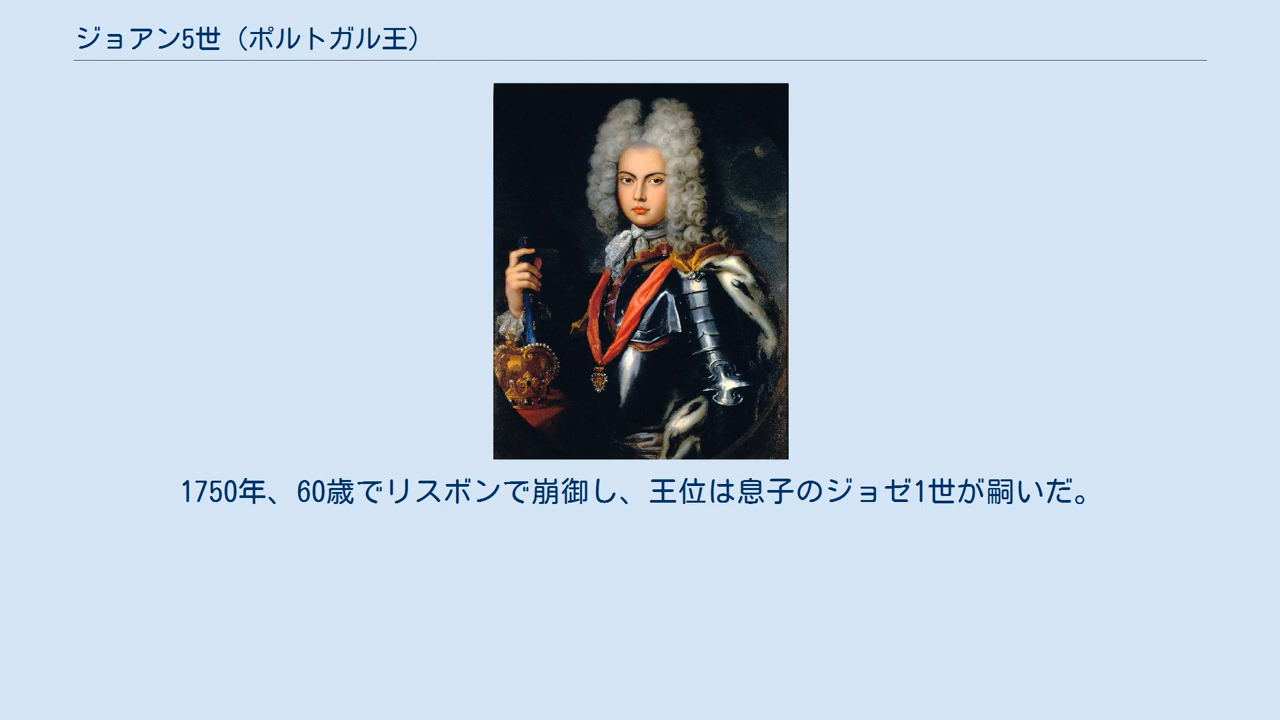 ジョアン5世（ポルトガル王）
1750年、60歳でリスボンで崩御し、王位は息子のジョゼ1世が嗣いだ。